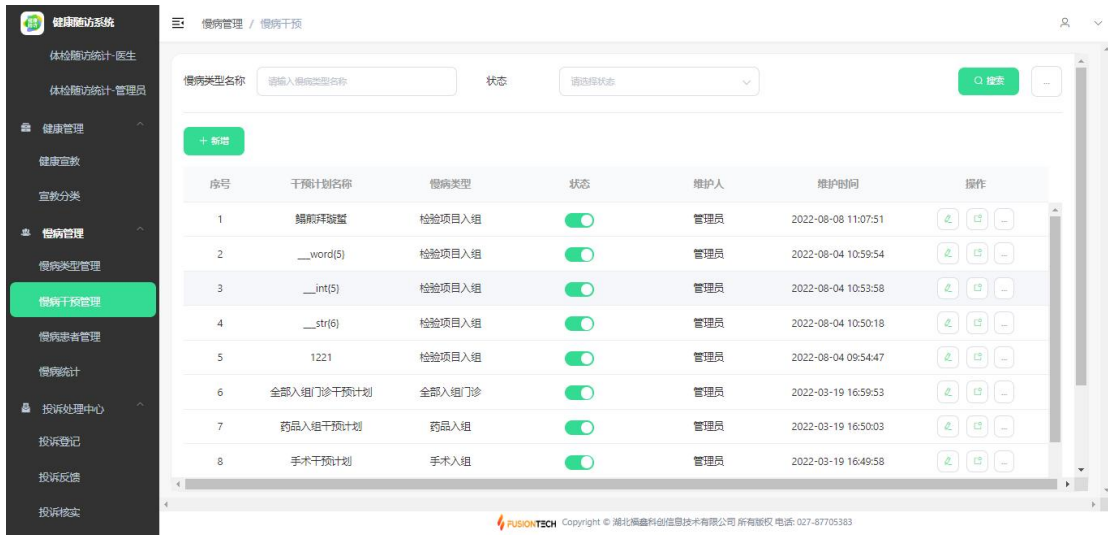 健康随访系统
慢病管理 / 慢病干预
体检随访统计-医生
体检随访统计-管理员
健康管理
健康宣教
宣教分类
慢病管理
慢病类型管理
慢病干预管理
慢病患者管理
慢病统计
投诉处理中心
投诉登记
投诉反馈
投诉核实
慢病类型名称 请输入慢病类型名称 状态 请选择状态 搜索 ...
+ 新增
序号 干预计划名称 慢病类型 状态 维护人 维护时间 操作
1 检验项目入组 管理员 2022-08-08 11:07:51 ...
2 __word(5) 检验项目入组 管理员 2022-08-04 10:59:54 ...
3 __int(5) 检验项目入组 管理员 2022-08-04 10:53:58 ...
4 __str(6) 检验项目入组 管理员 2022-08-04 10:50:18 ...
5 1221 检验项目入组 管理员 2022-08-04 09:54:47 ...
6 全部入组门诊干预计划 全部入组门诊 管理员 2022-03-19 16:59:53 ...
7 药品入组干预计划 药品入组 管理员 2022-03-19 16:50:03 ...
8 手术干预计划 手术入组 管理员 2022-03-19 16:49:58 ...
FUSIONTECH Copyright © 湖北福鑫科创信息技术有限公司 所有版权 电话: 027-87705383